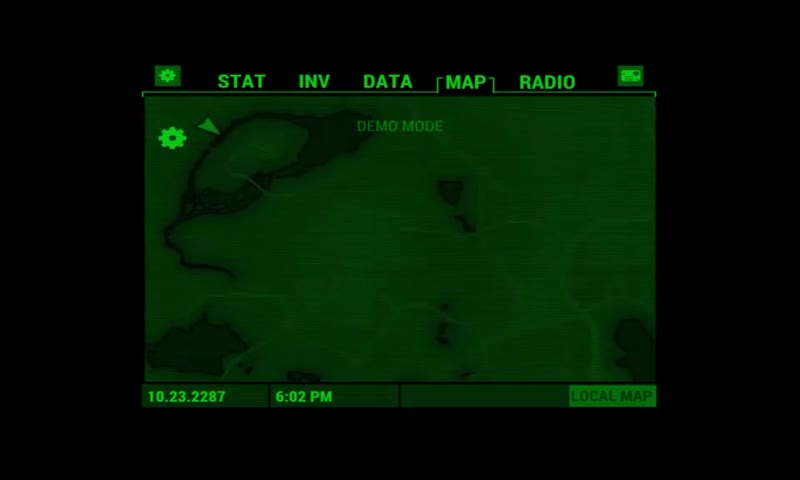 STAT INV DATA MAP RADIO
DEMO MODE
10.23.2287 6:02 PM LOCAL MAP